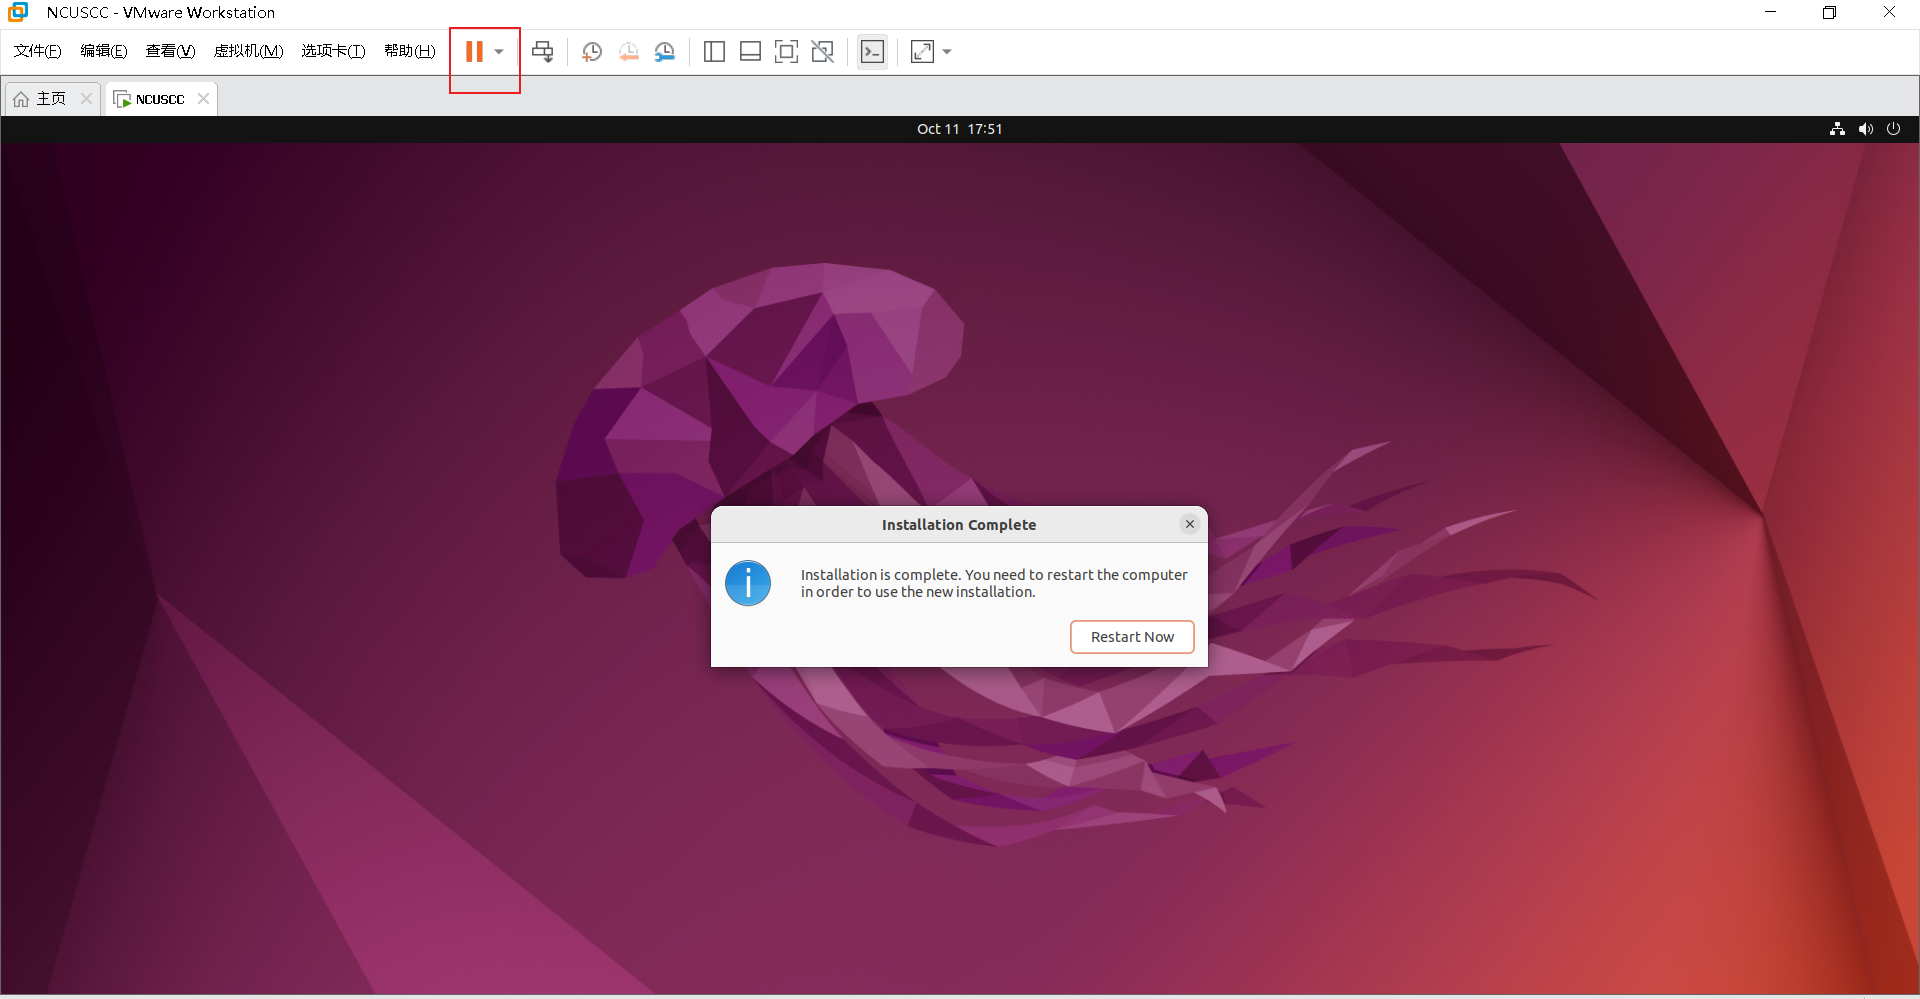 NCUSCC - VMware Workstation
文件(F) 编辑(E) 查看(V) 虚拟机(M) 选项卡(T) 帮助(H)
主页 NCUSCC
Oct 11 17:51
Installation Complete
Installation is complete. You need to restart the computer
in order to use the new installation.
Restart Now